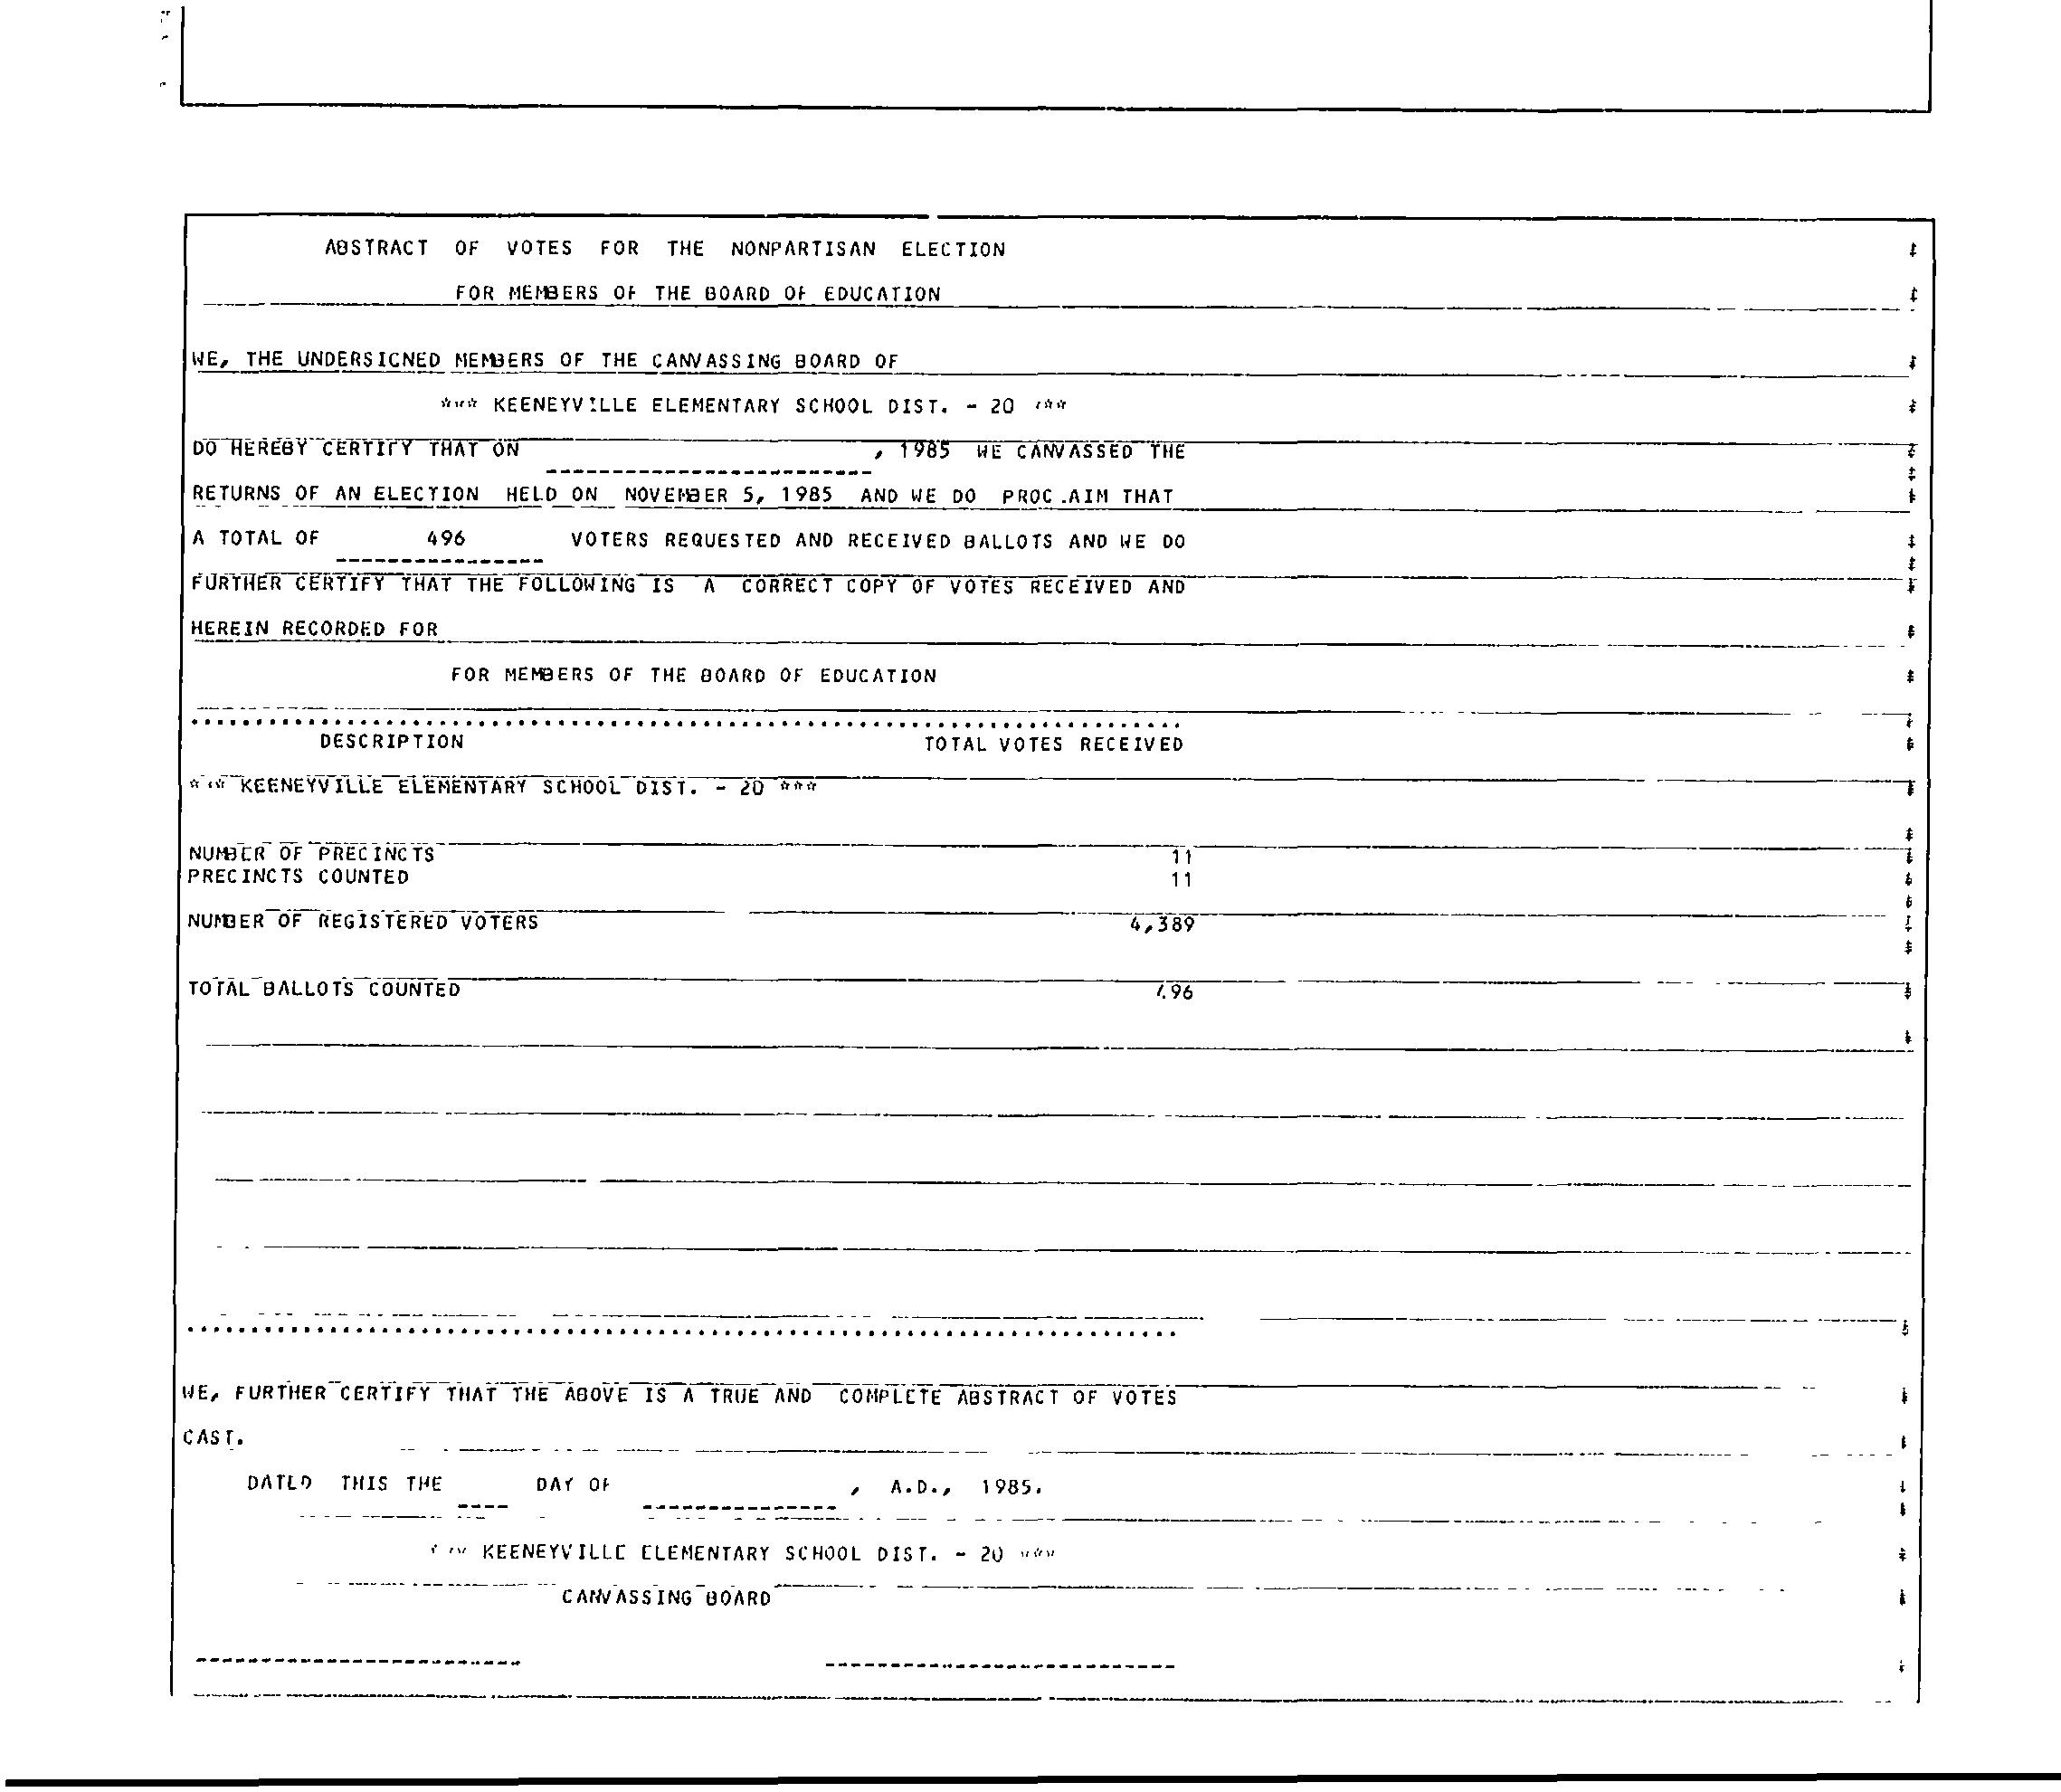 ABSTRACT OF VOTES FOR THE NONPARTISAN ELECTION
FOR MEMBERS OF THE BOARD OF EDUCATION
WE, THE UNDERSIGNED MEMBERS OF THE CANVASSING BOARD OF
*** KEENEYVILLE ELEMENTARY SCHOOL DIST. - 20 ***
DO HEREBY CERTIFY THAT ON , 1985 WE CANVASSED THE
RETURNS OF AN ELECTION HELD ON NOVEMBER 5, 1985 AND WE DO PROCLAIM THAT
A TOTAL OF 496 VOTERS REQUESTED AND RECEIVED BALLOTS AND WE DO
FURTHER CERTIFY THAT THE FOLLOWING IS A CORRECT COPY OF VOTES RECEIVED AND
HEREIN RECORDED FOR
FOR MEMBERS OF THE BOARD OF EDUCATION
DESCRIPTION TOTAL VOTES RECEIVED
*** KEENEYVILLE ELEMENTARY SCHOOL DIST. - 20 ***
NUMBER OF PRECINCTS 11
PRECINCTS COUNTED 11
NUMBER OF REGISTERED VOTERS 4,389
TOTAL BALLOTS COUNTED 496
WE, FURTHER CERTIFY THAT THE ABOVE IS A TRUE AND COMPLETE ABSTRACT OF VOTES
CAST.
DATED THIS THE DAY OF , A.D., 1985.
*** KEENEYVILLE ELEMENTARY SCHOOL DIST. - 20 ***
CANVASSING BOARD